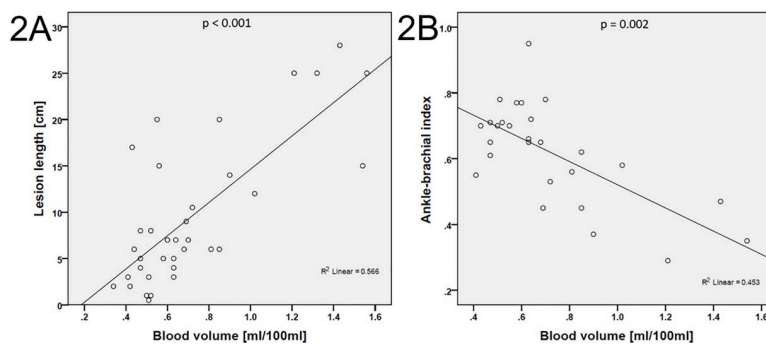 2A
p < 0.001
30
25
20
15
10
5
0
Lesion length [cm]
R² Linear = 0.566
.2 .4 .6 .8 1.0 1.2 1.4 1.6
Blood volume [ml/100ml]
2B
p = 0.002
1.0
.8
.6
.4
.2
Ankle-brachial index
R² Linear = 0.453
.4 .6 .8 1.0 1.2 1.4 1.6
Blood volume [ml/100ml]